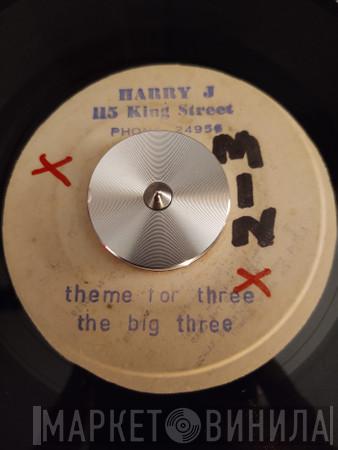 HARRY J
115 King Street
PHONE 24956
MIN
X
X
theme for three
the big three
МАРКЕТ ВИНИЛА